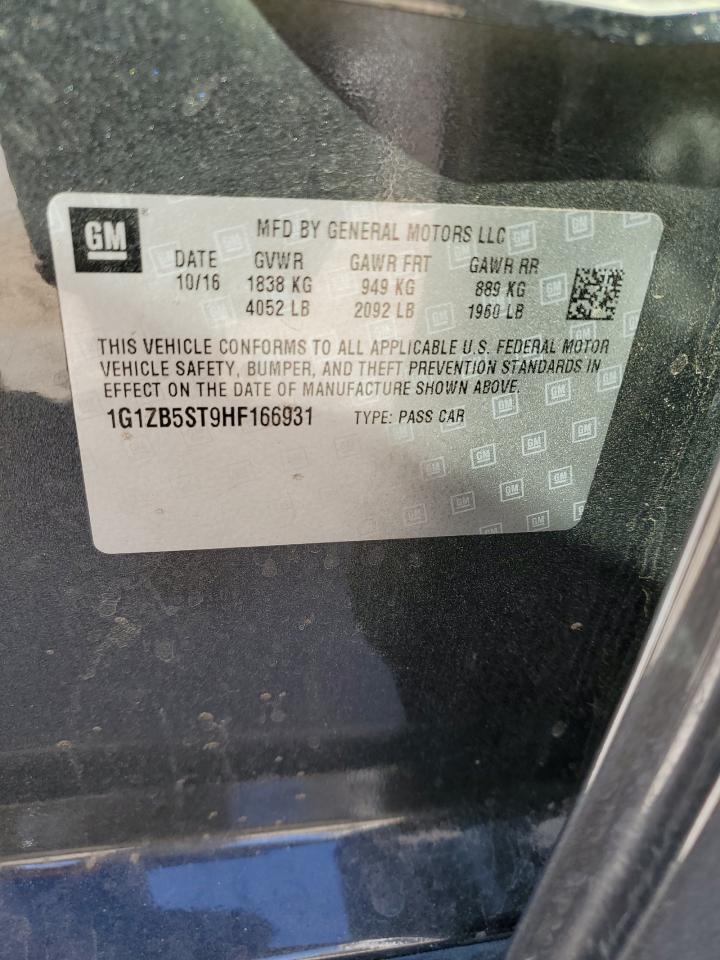 GM
MFD BY GENERAL MOTORS LLC
DATE GVWR GAWR FRT GAWR RR
10/16 1838 KG 949 KG 889 KG
4052 LB 2092 LB 1960 LB
THIS VEHICLE CONFORMS TO ALL APPLICABLE U.S. FEDERAL MOTOR
VEHICLE SAFETY, BUMPER, AND THEFT PREVENTION STANDARDS IN
EFFECT ON THE DATE OF MANUFACTURE SHOWN ABOVE.
1G1ZB5ST9HF166931 TYPE: PASS CAR